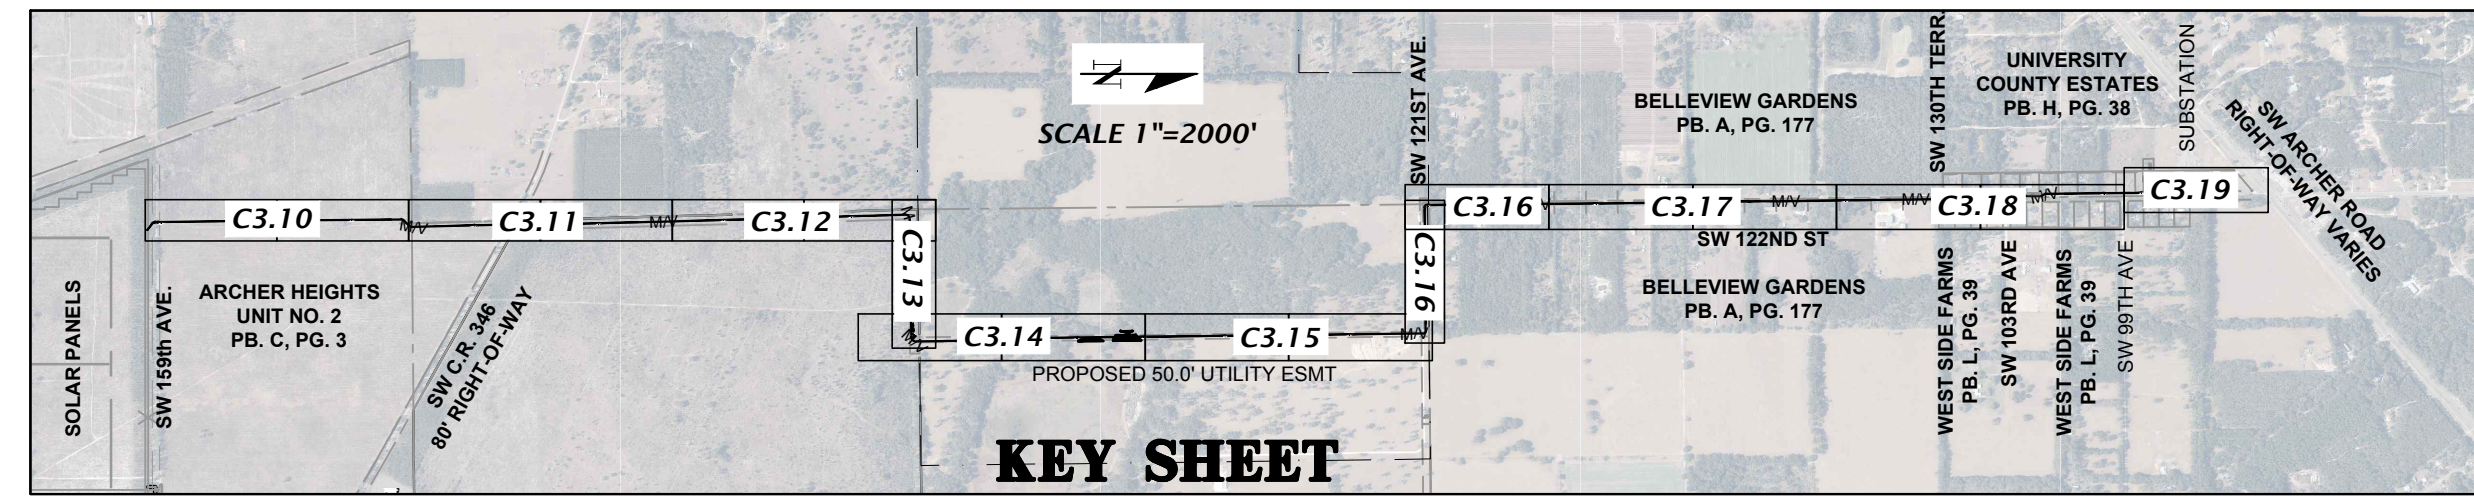 SCALE 1"=2000'
SW 121ST AVE.
SW 130TH TERR.
BELLEVIEW GARDENS
PB. A, PG. 177
UNIVERSITY
COUNTY ESTATES
PB. H, PG. 38
SUBSTATION
SW ARCHER ROAD
RIGHT-OF-WAY VARIES
C3.10
C3.11
C3.12
C3.13
C3.14
C3.15
C3.16
C3.16
C3.17
C3.18
C3.19
M/V
M/V
M/V
M/V
M/V
M/V
M/V
SW 122ND ST
SOLAR PANELS
SW 159th AVE.
ARCHER HEIGHTS
UNIT NO. 2
PB. C, PG. 3
SW C.R. 346
80' RIGHT-OF-WAY
PROPOSED 50.0' UTILITY ESMT
BELLEVIEW GARDENS
PB. A, PG. 177
WEST SIDE FARMS
PB. L, PG. 39
SW 103RD AVE
WEST SIDE FARMS
PB. L, PG. 39
SW 99TH AVE
N
KEY SHEET